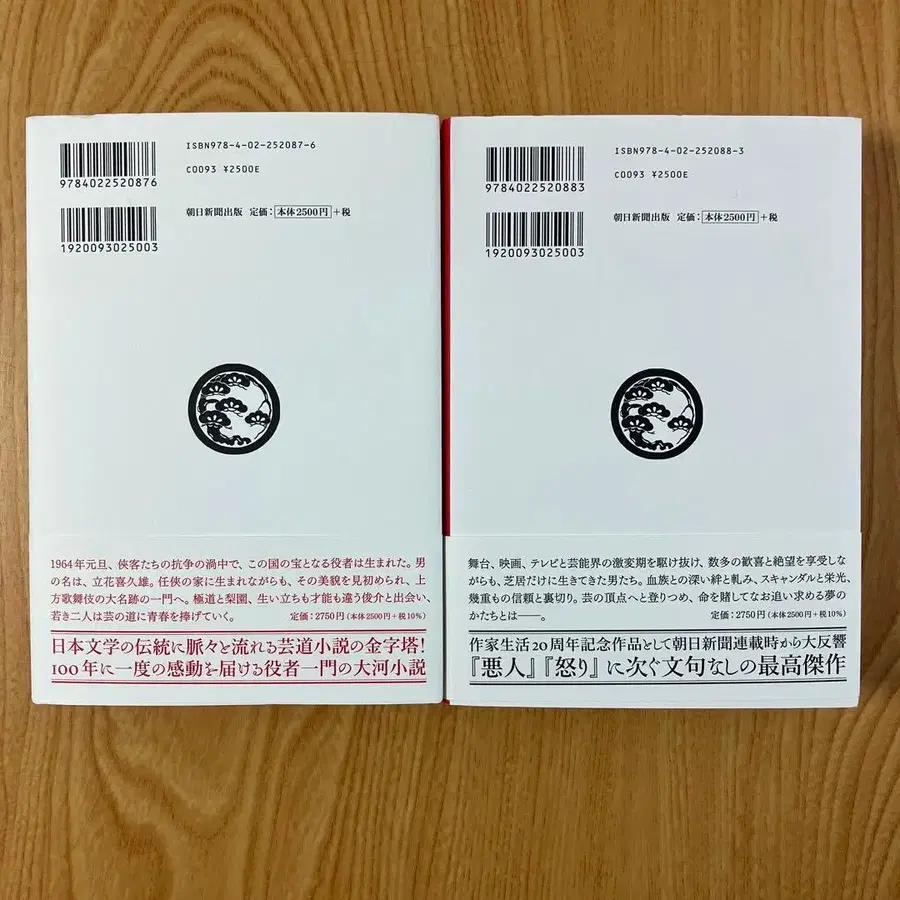 ISBN978-4-02-252087-6
9784022520876
C0093 ¥2500E
朝日新聞出版 定価:本体2500円+税
1920093025003
1964年元旦、侠客たちの抗争の渦中で、この国の宝となる役者は生まれた。男
の名は、立花喜久雄。任侠の家に生まれながらも、その美貌を見初められ、上
方歌舞伎の大名跡の一門へ。極道と梨園、生い立ちも才能も違う俊介と出会い、
若き二人は芸の道に青春を捧げていく。 定価:2750円(本体2500円+税10%)
日本文学の伝統に脈々と流れる芸道小説の金字塔!
100年に一度の感動を届ける役者一門の大河小説
ISBN978-4-02-252088-3
9784022520883
C0093 ¥2500E
朝日新聞出版 定価:本体2500円+税
1920093025003
舞台、映画、テレビと芸能界の激変期を駆け抜け、数多の歓喜と絶望を享受しな
がらも、芝居だけに生きてきた男たち。血族との深い絆と軋み、スキャンダルと栄光、
幾重もの信頼と裏切り。芸の頂点へと登りつめ、命を賭してなお追い求める夢の
かたちとは――。 定価:2750円(本体2500円+税10%)
作家生活20周年記念作品として朝日新聞連載時から大反響
『悪人』『怒り』に次ぐ文句なしの最高傑作